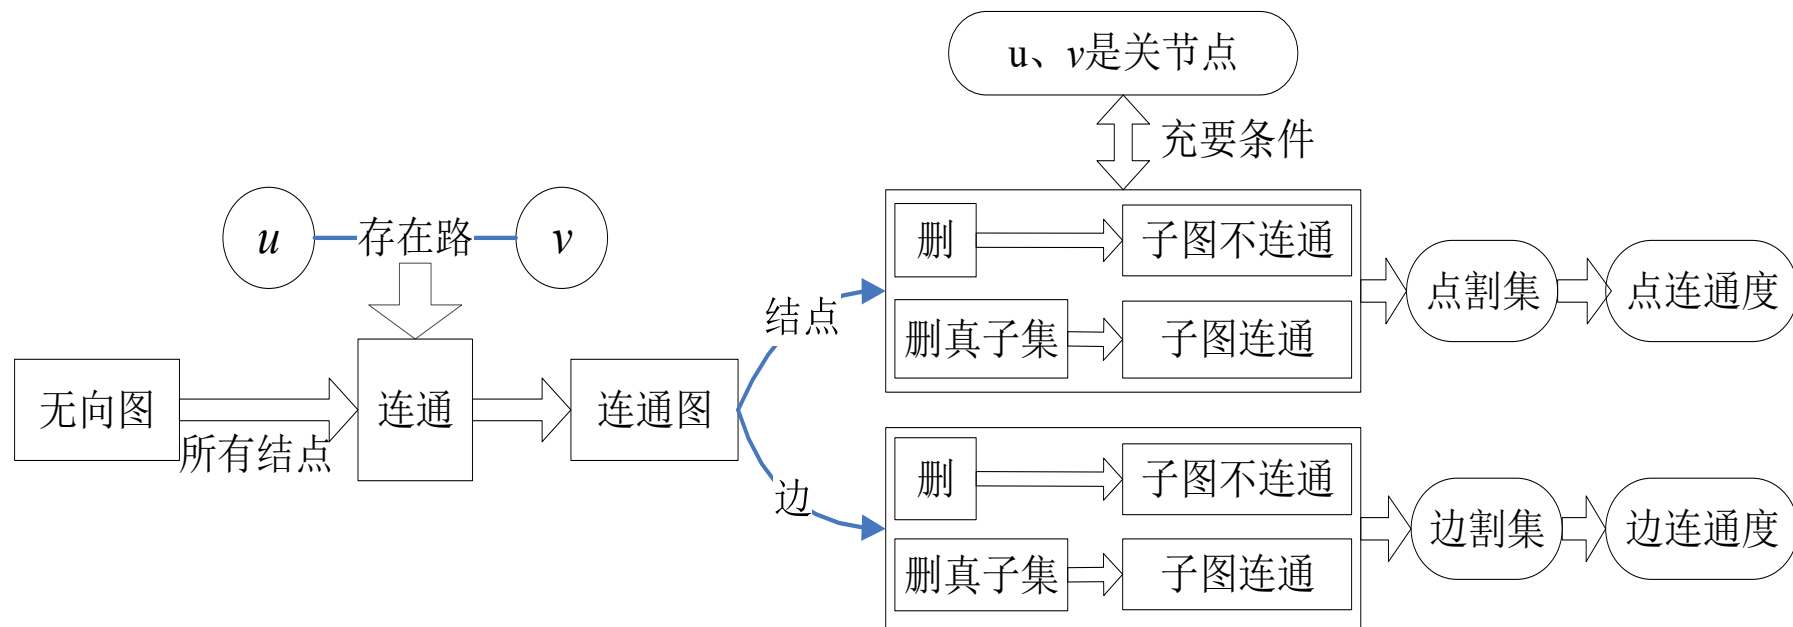 u、v是关节点
充要条件
u
存在路
v
无向图
所有结点
连通
连通图
结点
删
子图不连通
删真子集
子图连通
点割集
点连通度
边
删
子图不连通
删真子集
子图连通
边割集
边连通度